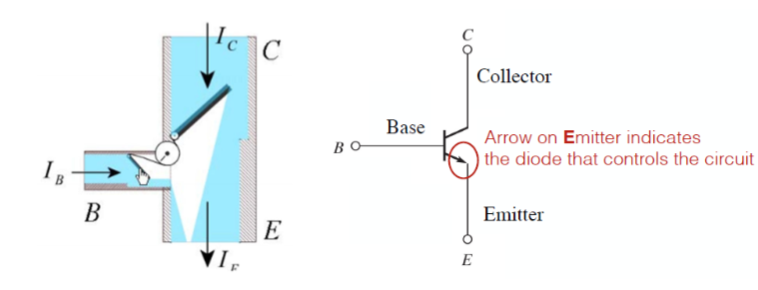 I_C
C
I_B
B
E
I_E
C
Collector
Base
B
Arrow on Emitter indicates
the diode that controls the circuit
Emitter
E